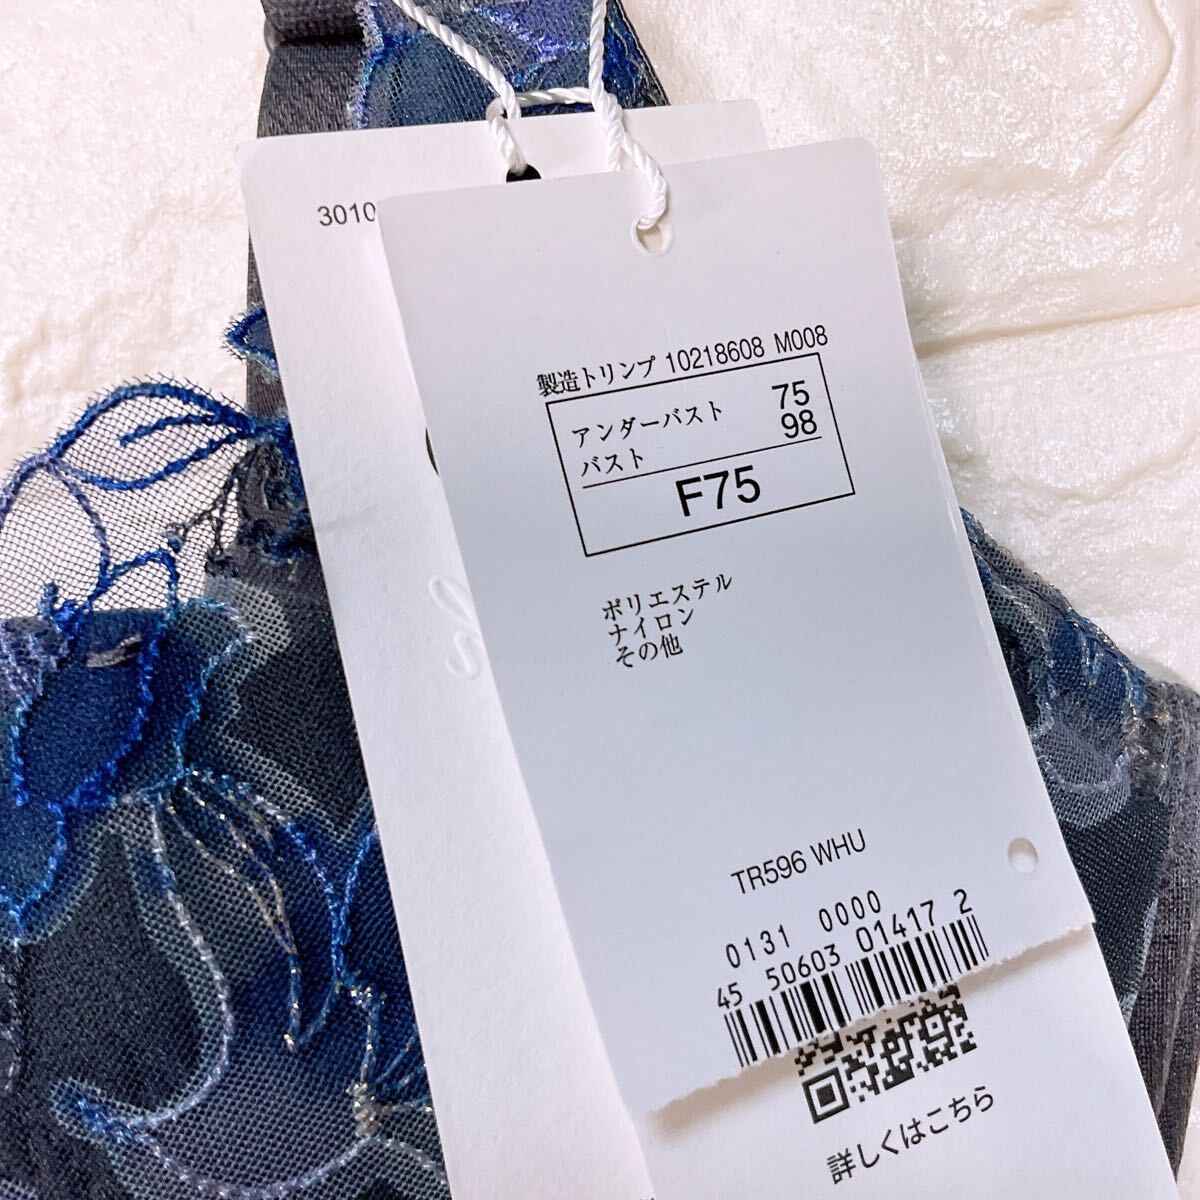 3010
製造トリンプ 10218608 M008
アンダーバスト 75
バスト 98
F75
ポリエステル
ナイロン
その他
TR596 WHU
0131 0000
45 50603 01417 2
詳しくはこちら